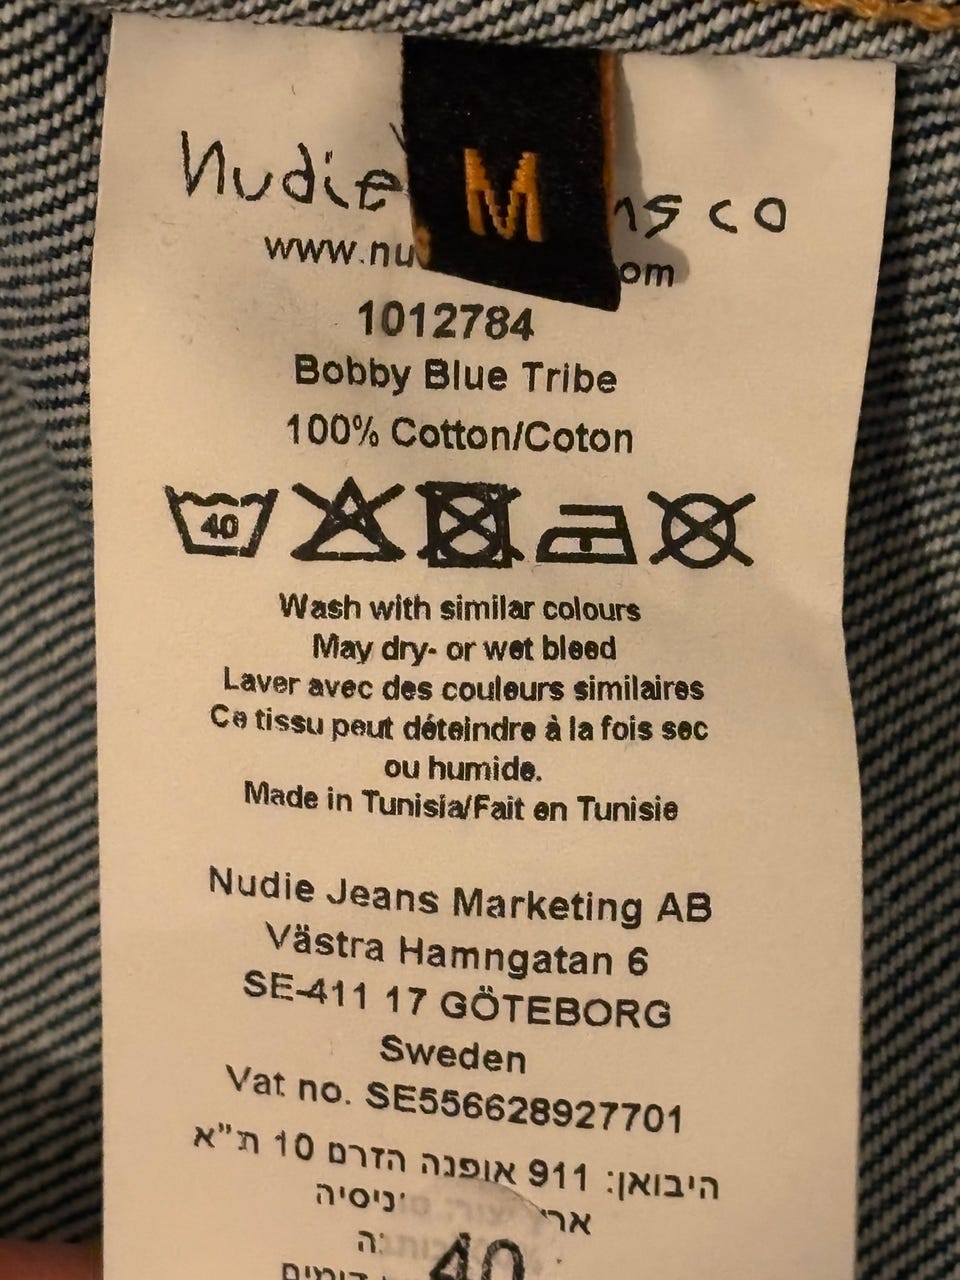 M
Nudie ns co
www.nu om
1012784
Bobby Blue Tribe
100% Cotton/Coton
40
Wash with similar colours
May dry- or wet bleed
Laver avec des couleurs similaires
Ce tissu peut déteindre à la fois sec
ou humide.
Made in Tunisia/Fait en Tunisie
Nudie Jeans Marketing AB
Västra Hamngatan 6
SE-411 17 GÖTEBORG
Sweden
Vat no. SE556628927701
היבואן: 911 אופנה הזרם 10 ת"א
40